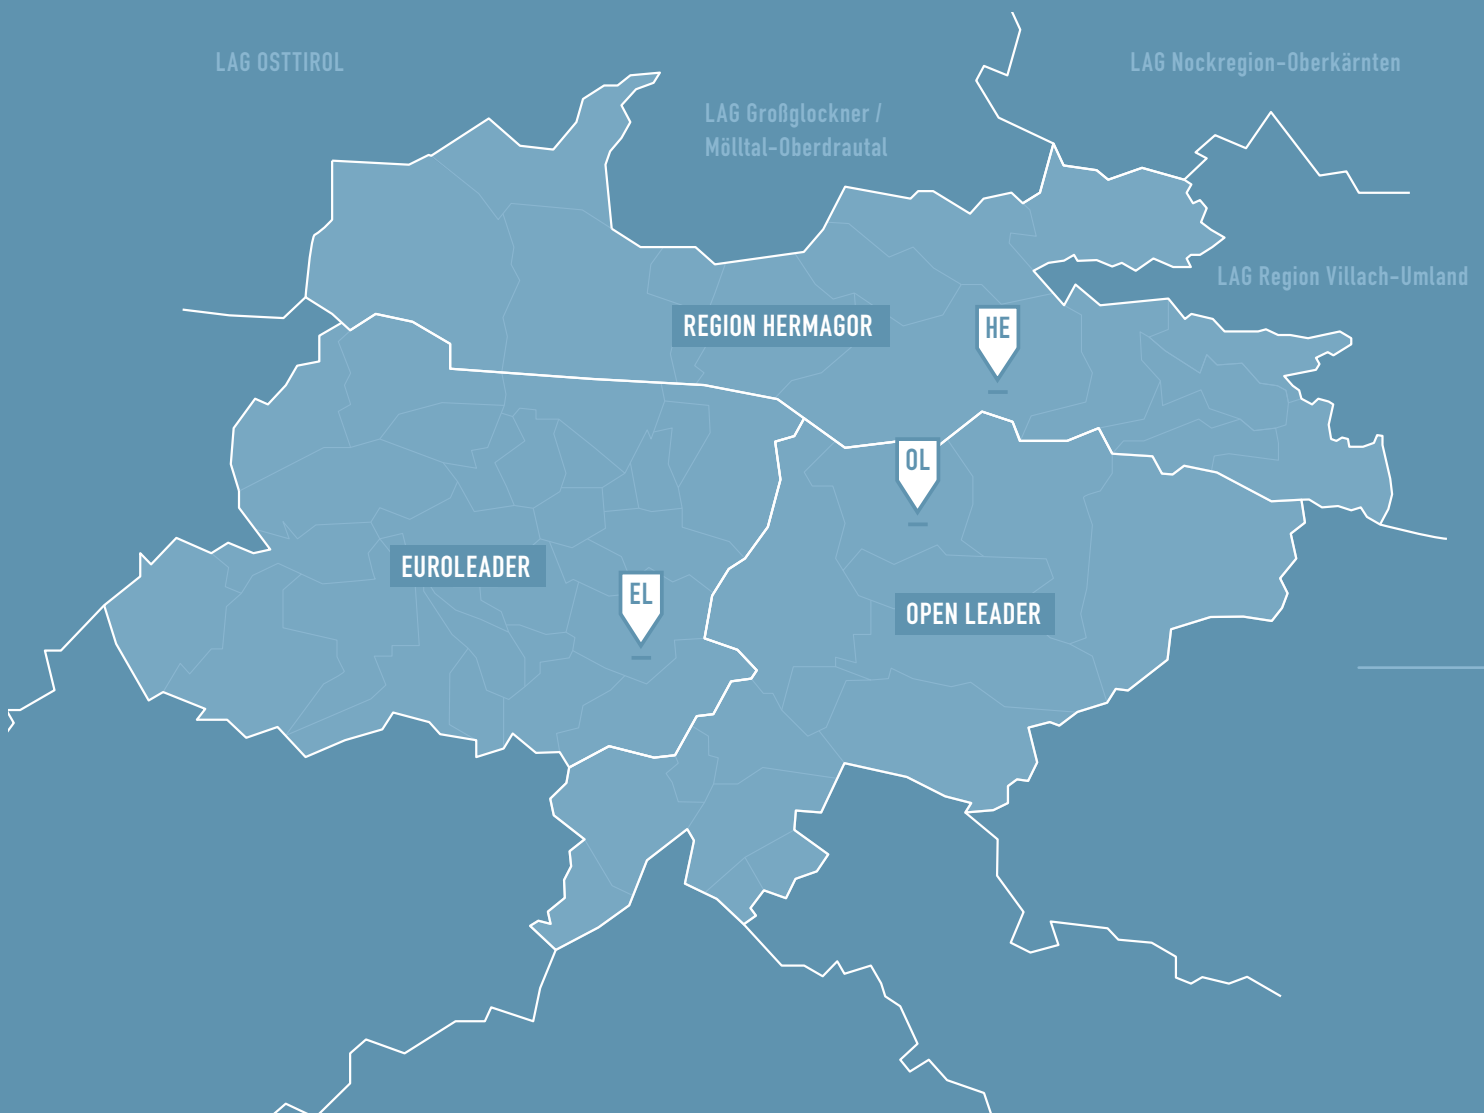 LAG OSTTIROL
LAG Nockregion-Oberkärnten
LAG Großglockner /
Mölltal-Oberdrautal
LAG Region Villach-Umland
REGION HERMAGOR
HE
OL
EUROLEADER
EL
OPEN LEADER